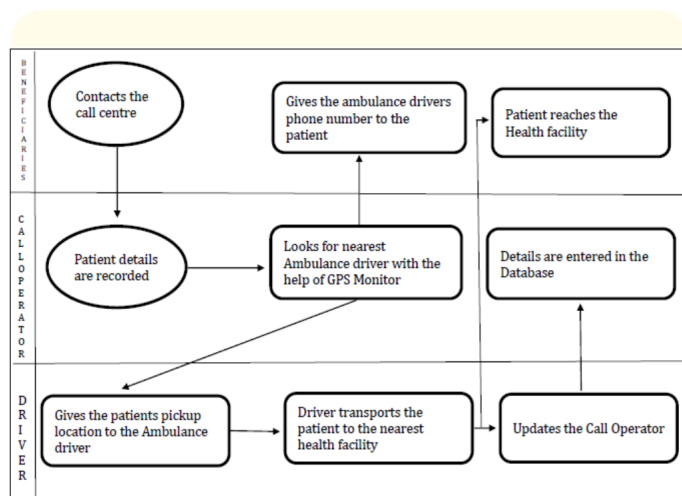 BENEFICIARIES
Contacts the
call centre
Gives the ambulance drivers
phone number to the
patient
Patient reaches the
Health facility
CALLOPERATOR
Patient details
are recorded
Looks for nearest
Ambulance driver with the
help of GPS Monitor
Details are entered in the
Database
DRIVER
Gives the patients pickup
location to the Ambulance
driver
Driver transports the
patient to the nearest
health facility
Updates the Call Operator